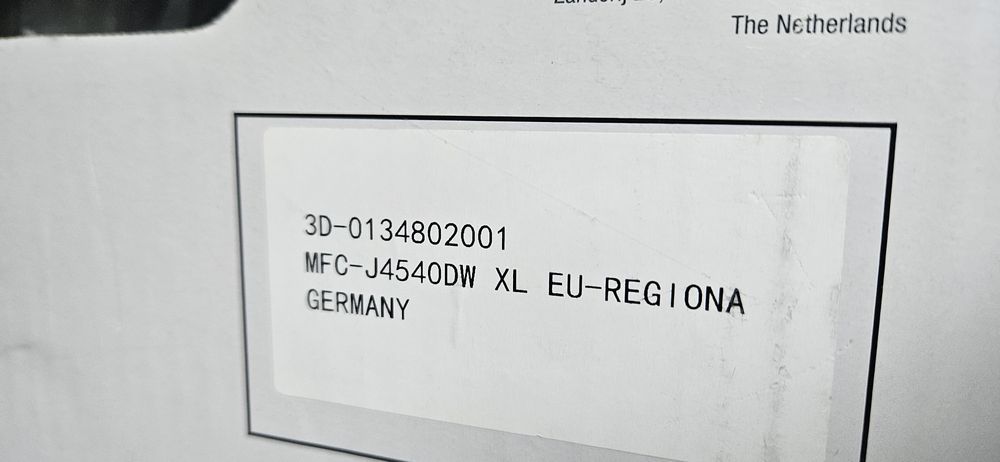 The Netherlands
3D-0134802001
MFC-J4540DW XL EU-REGIONA
GERMANY